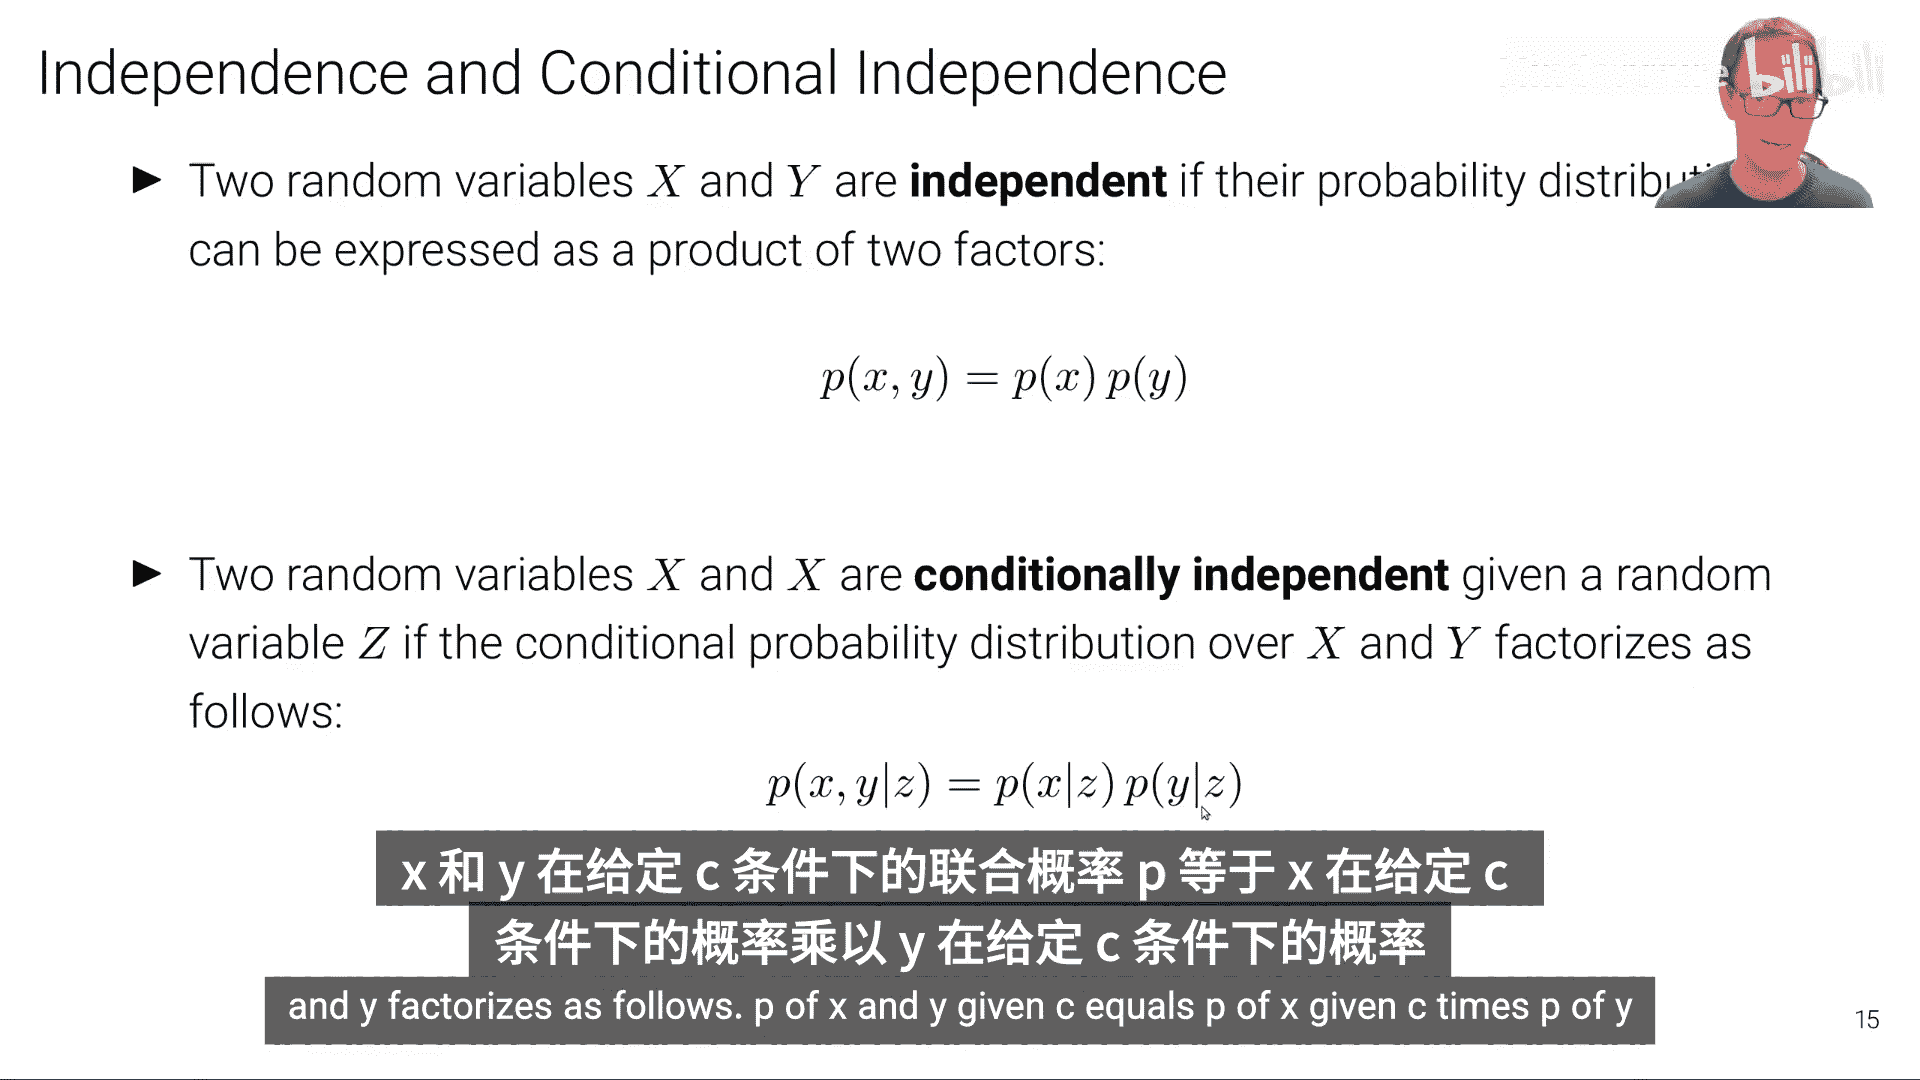 Independence and Conditional Independence
bili bili
▶ Two random variables X and Y are independent if their probability
can be expressed as a product of two factors:
p(x, y) = p(x) p(y)
▶ Two random variables X and X are conditionally independent given a random
variable Z if the conditional probability distribution over X and Y factorizes as
follows:
p(x, y|z) = p(x|z) p(y|z)
x 和 y 在给定 c 条件下的联合概率 p 等于 x 在给定 c
条件下的概率乘以 y 在给定 c 条件下的概率
and y factorizes as follows. p of x and y given c equals p of x given c times p of y
15